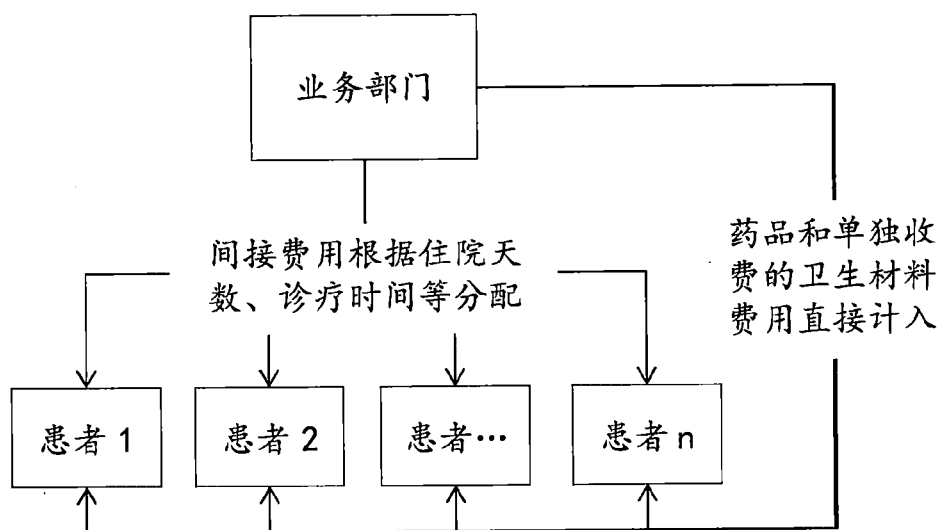 业务部门
间接费用根据住院天
数、诊疗时间等分配
药品和单独收
费的卫生材料
费用直接计入
患者 1
患者 2
患者…
患者 n